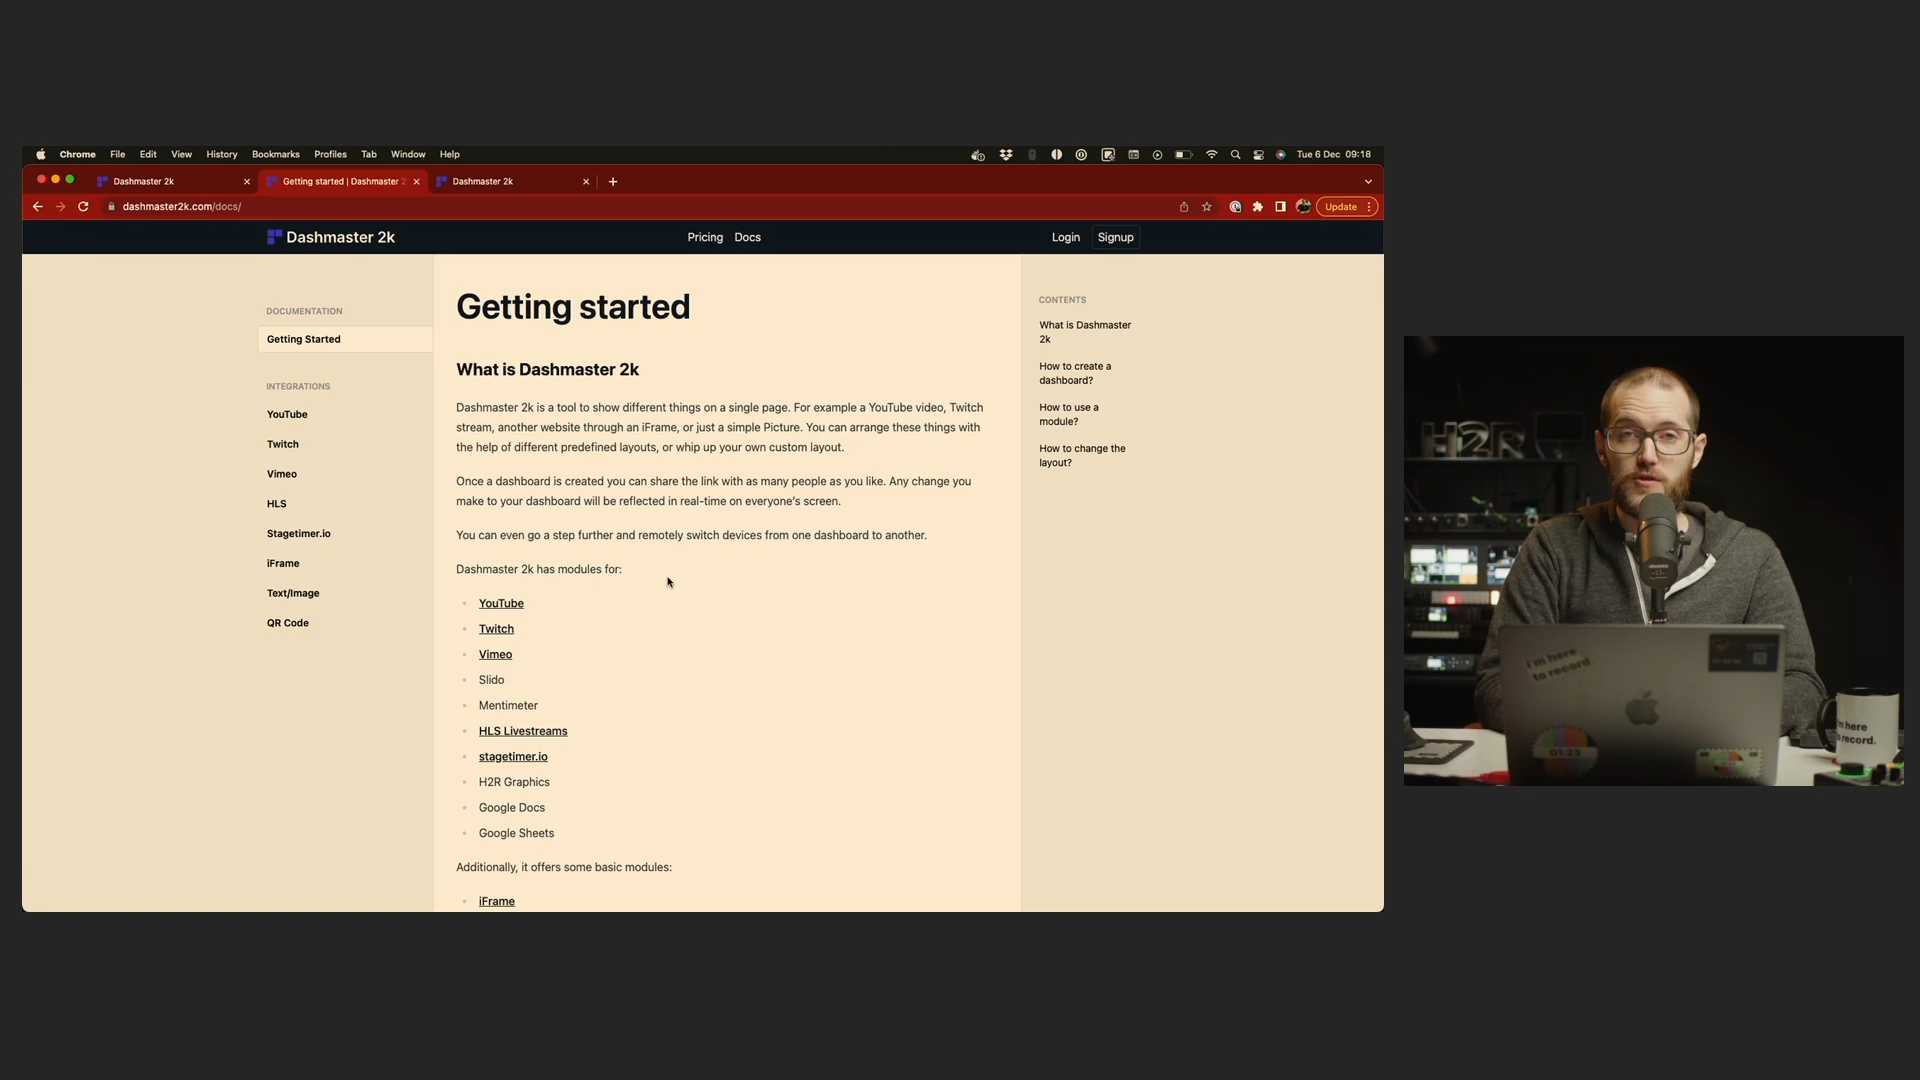 Chrome File Edit View History Bookmarks Profiles Tab Window Help
Tue 6 Dec 09:18
Dashmaster 2k
Getting started | Dashmaster 2
Dashmaster 2k
dashmaster2k.com/docs/
Update
Dashmaster 2k
Pricing Docs
Login Signup
DOCUMENTATION
Getting Started
INTEGRATIONS
YouTube
Twitch
Vimeo
HLS
Stagetimer.io
iFrame
Text/Image
QR Code
Getting started
What is Dashmaster 2k
Dashmaster 2k is a tool to show different things on a single page. For example a YouTube video, Twitch
stream, another website through an iFrame, or just a simple Picture. You can arrange these things with
the help of different predefined layouts, or whip up your own custom layout.
Once a dashboard is created you can share the link with as many people as you like. Any change you
make to your dashboard will be reflected in real-time on everyone's screen.
You can even go a step further and remotely switch devices from one dashboard to another.
Dashmaster 2k has modules for:
YouTube
Twitch
Vimeo
Slido
Mentimeter
HLS Livestreams
stagetimer.io
H2R Graphics
Google Docs
Google Sheets
Additionally, it offers some basic modules:
iFrame
CONTENTS
What is Dashmaster
2k
How to create a
dashboard?
How to use a
module?
How to change the
layout?
H2R
I'm here
to record.
01:23
I'm here
to record.